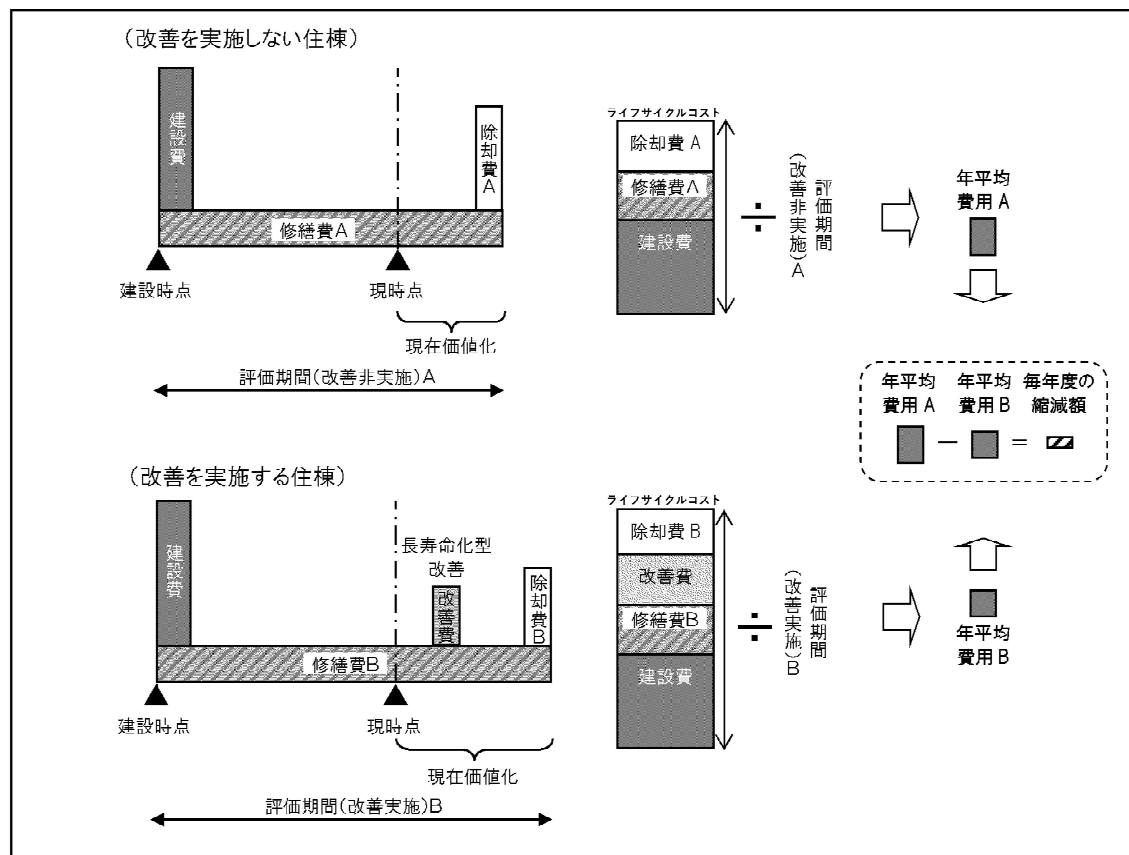 （改善を実施しない住棟）
建設費
除却費A
修繕費A
建設時点
現時点
現在価値化
評価期間(改善非実施)A
ライフサイクルコスト
除却費 A
修繕費A
建設費
÷
評価期間
(改善非実施)A
年平均
費用 A
年平均
費用 A
年平均
費用 B
毎年度の
縮減額
－
＝
（改善を実施する住棟）
建設費
長寿命化型
改善
改善費
除却費B
修繕費B
建設時点
現時点
現在価値化
評価期間(改善実施)B
ライフサイクルコスト
除却費 B
改善費
修繕費B
建設費
÷
評価期間
(改善実施)B
年平均
費用 B